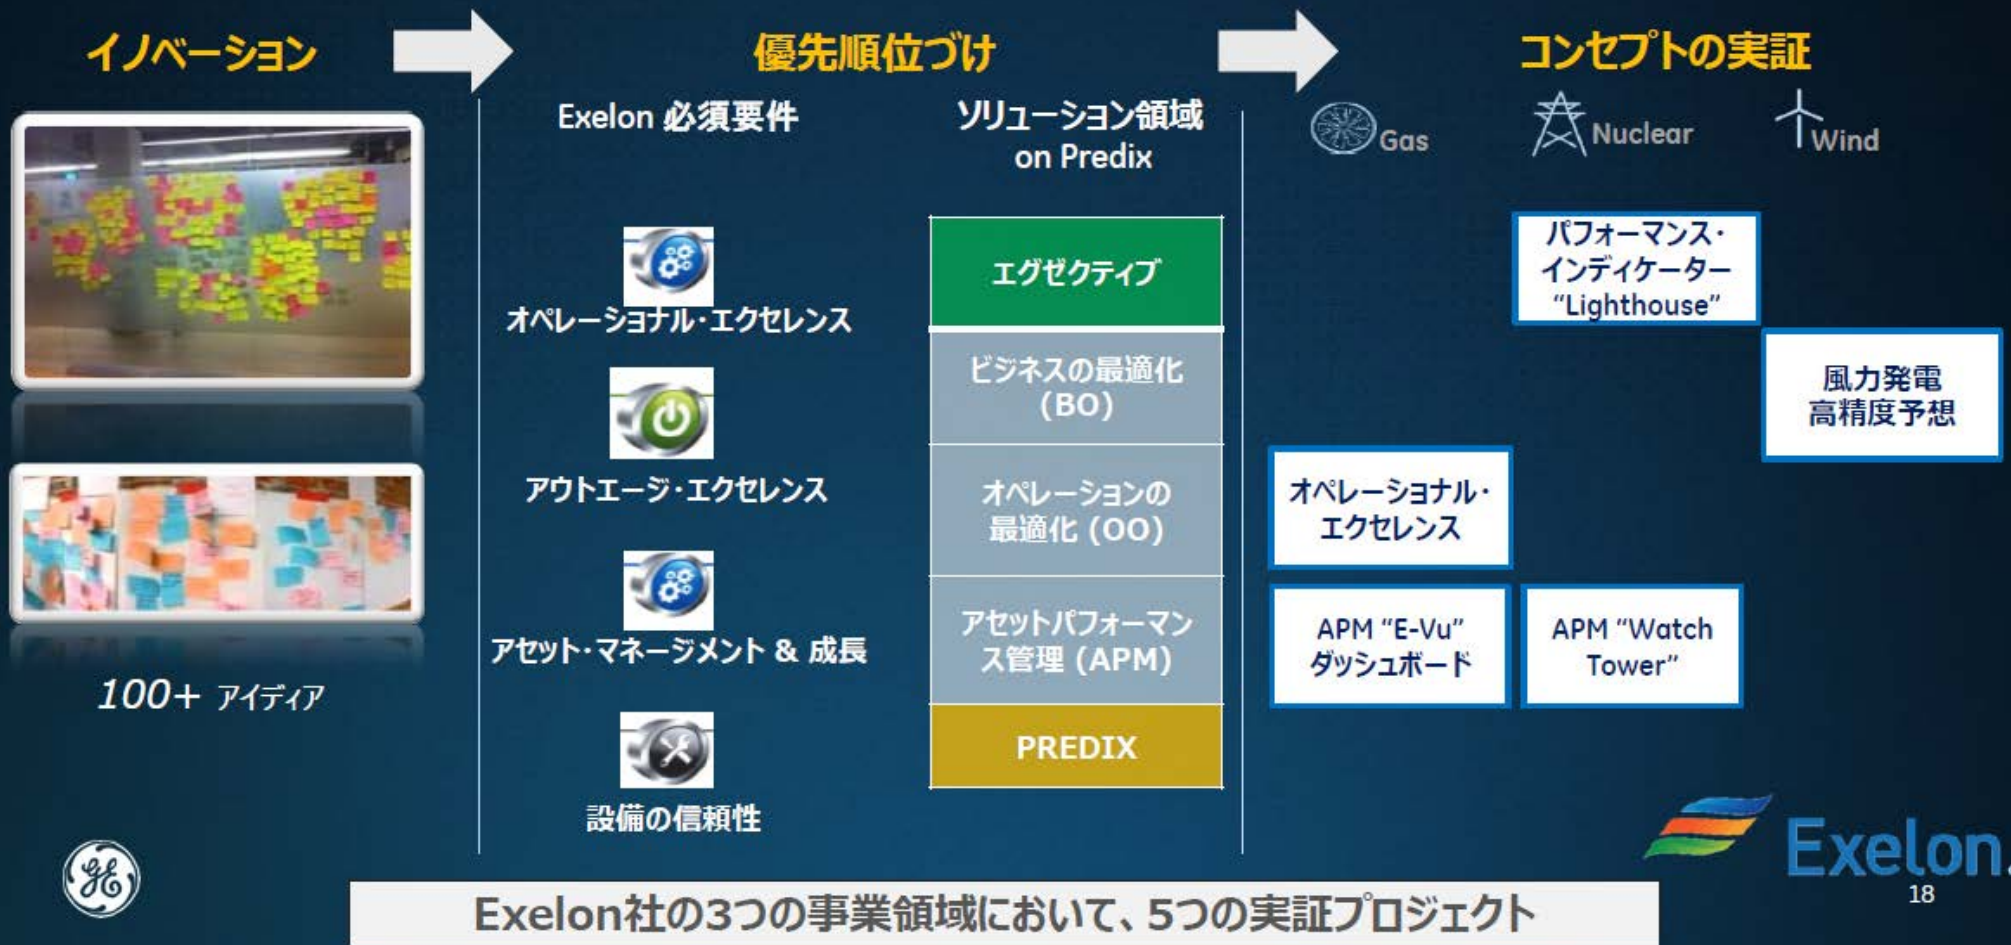 イノベーション
優先順位づけ
コンセプトの実証
Exelon 必須要件
ソリューション領域
on Predix
Gas
Nuclear
Wind
100+ アイディア
オペレーショナル・エクセレンス
アウトエージ・エクセレンス
アセット・マネージメント & 成長
設備の信頼性
エグゼクティブ
ビジネスの最適化
(BO)
オペレーションの
最適化 (OO)
アセットパフォーマン
ス管理 (APM)
PREDIX
パフォーマンス・
インディケーター
“Lighthouse”
風力発電
高精度予想
オペレーショナル・
エクセレンス
APM “E-Vu”
ダッシュボード
APM “Watch
Tower”
GE
Exelon.
18
Exelon社の3つの事業領域において、5つの実証プロジェクト